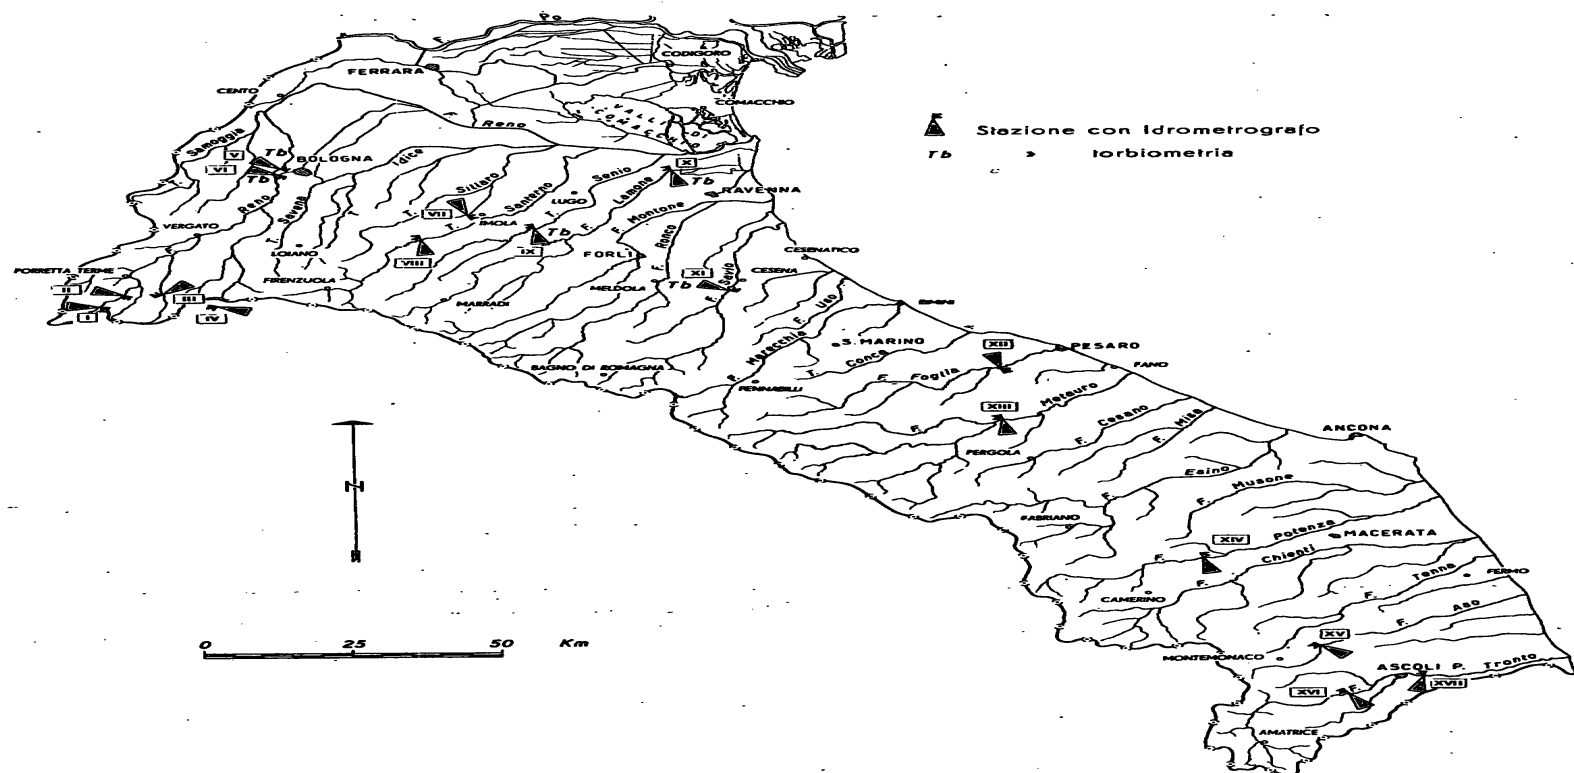 Po
F.
CODIGORO
FERRARA
CENTO
COMACCHIO
VALLI DI
COMACCHIO
F. Reno
Stazione con Idrometrografo
Tb » torbiometria
Samoggia
V
Tb
BOLOGNA
VI
Tb
Idice
X
Tb
Senio
Sillaro
T.
Santerno
T.
LUGO
T.
Lamone
F.
RAVENNA
Reno
T. Savena
VII
IMOLA
F. Montone
VERGATO
Tb
IX
VIII
LOIANO
FORLI
F. Ronco
CESENATICO
PORRETTA TERME
FIRENZUOLA
XI
CESENA
II
III
MELDOLA
Tb
F. Savio
I
IV
MARRADI
F. Uso
RIMINI
S. MARINO
XII
PESARO
F. Marecchia
T. Conca
FANO
BAGNO DI ROMAGNA
F. Foglia
PENNABILLI
XIII
Metauro
F.
F. Cesano
F. Misa
ANCONA
PERGOLA
Esino
F.
F. Musone
N
FABRIANO
XIV
Potenza
F.
MACERATA
F. Chienti
CAMERINO
F. Tenna
FERMO
F. Aso
0 25 50 Km
XV
MONTEMONACO
ASCOLI P.
Tronto
XVI
F.
XVII
AMATRICE